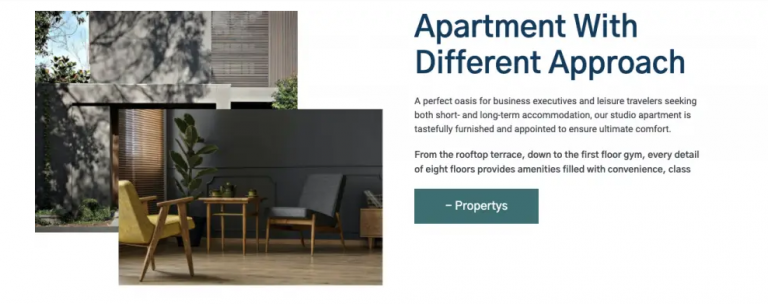 Apartment With
Different Approach
A perfect oasis for business executives and leisure travelers seeking
both short- and long-term accommodation, our studio apartment is
tastefully furnished and appointed to ensure ultimate comfort.
From the rooftop terrace, down to the first floor gym, every detail
of eight floors provides amenities filled with convenience, class
– Propertys